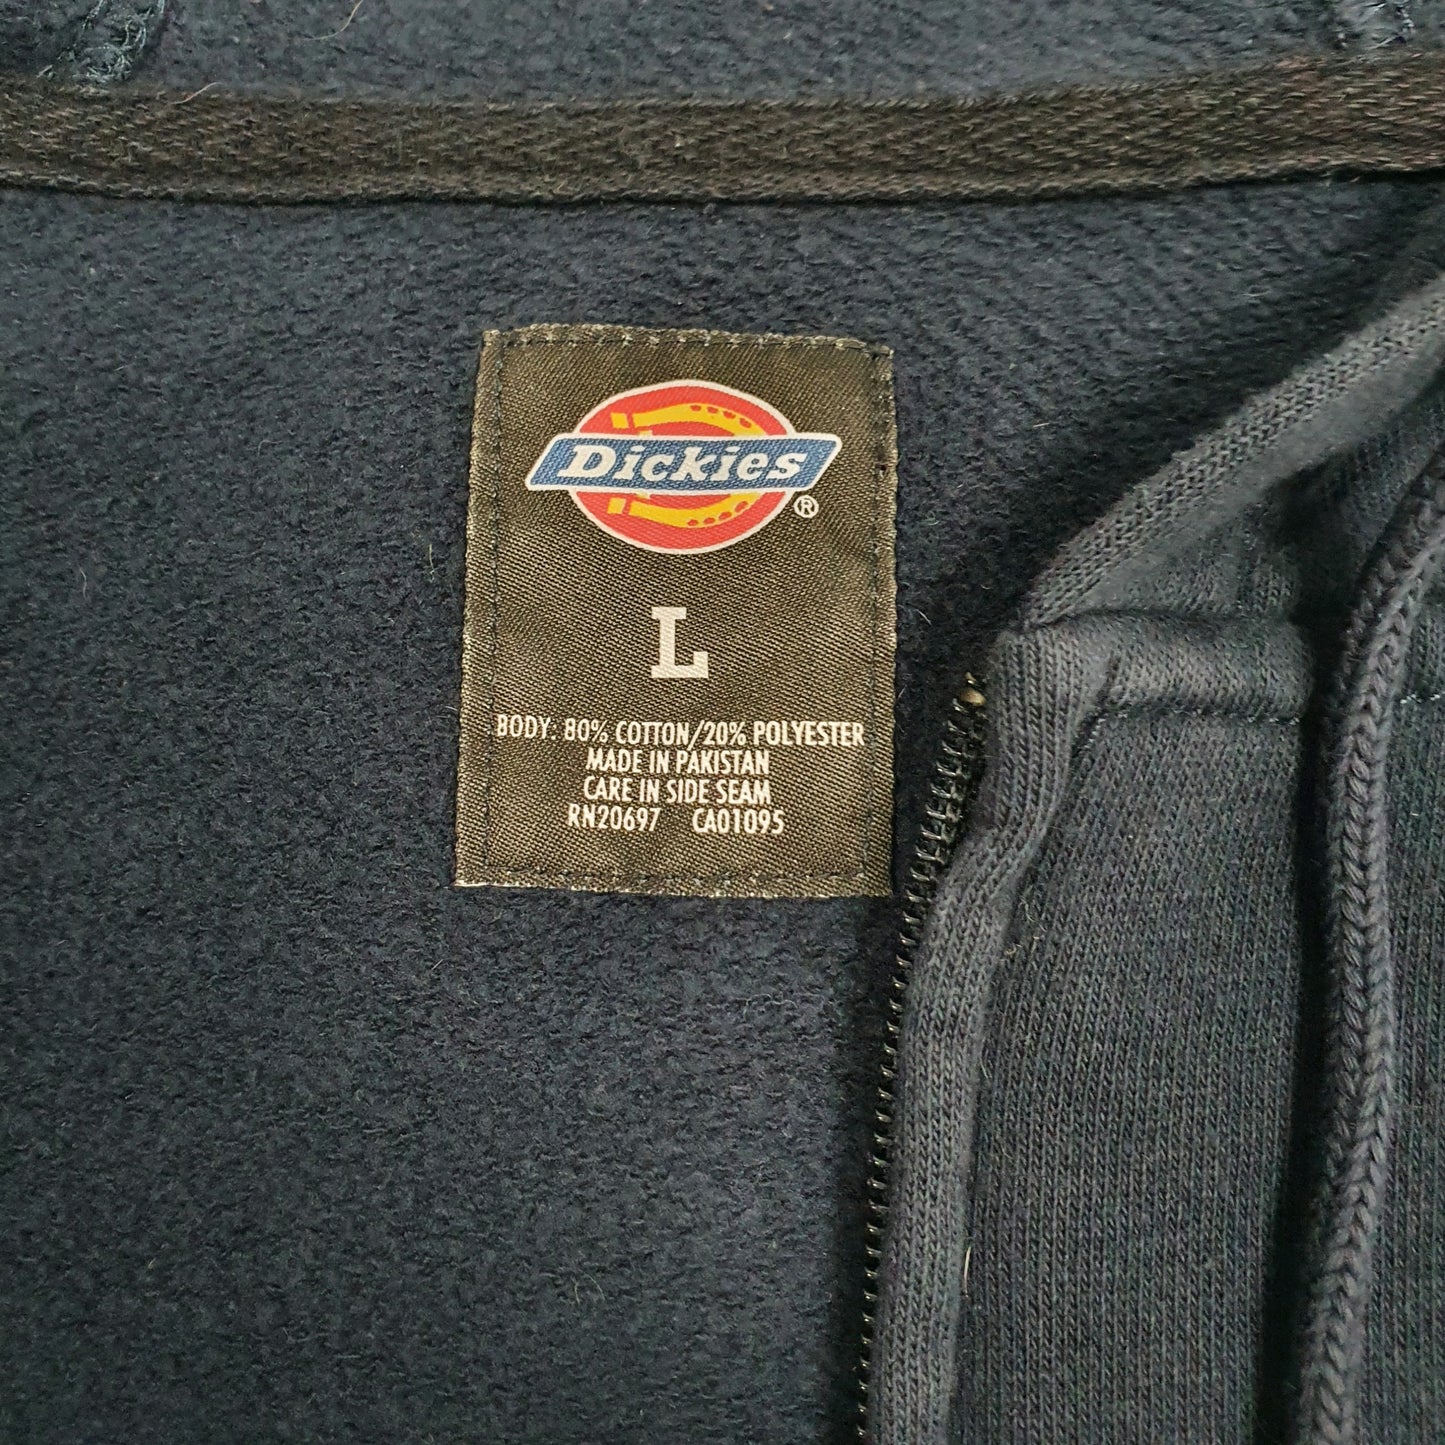 Dickies
®
L
BODY: 80% COTTON/20% POLYESTER
MADE IN PAKISTAN
CARE IN SIDE SEAM
RN20697 CA01095